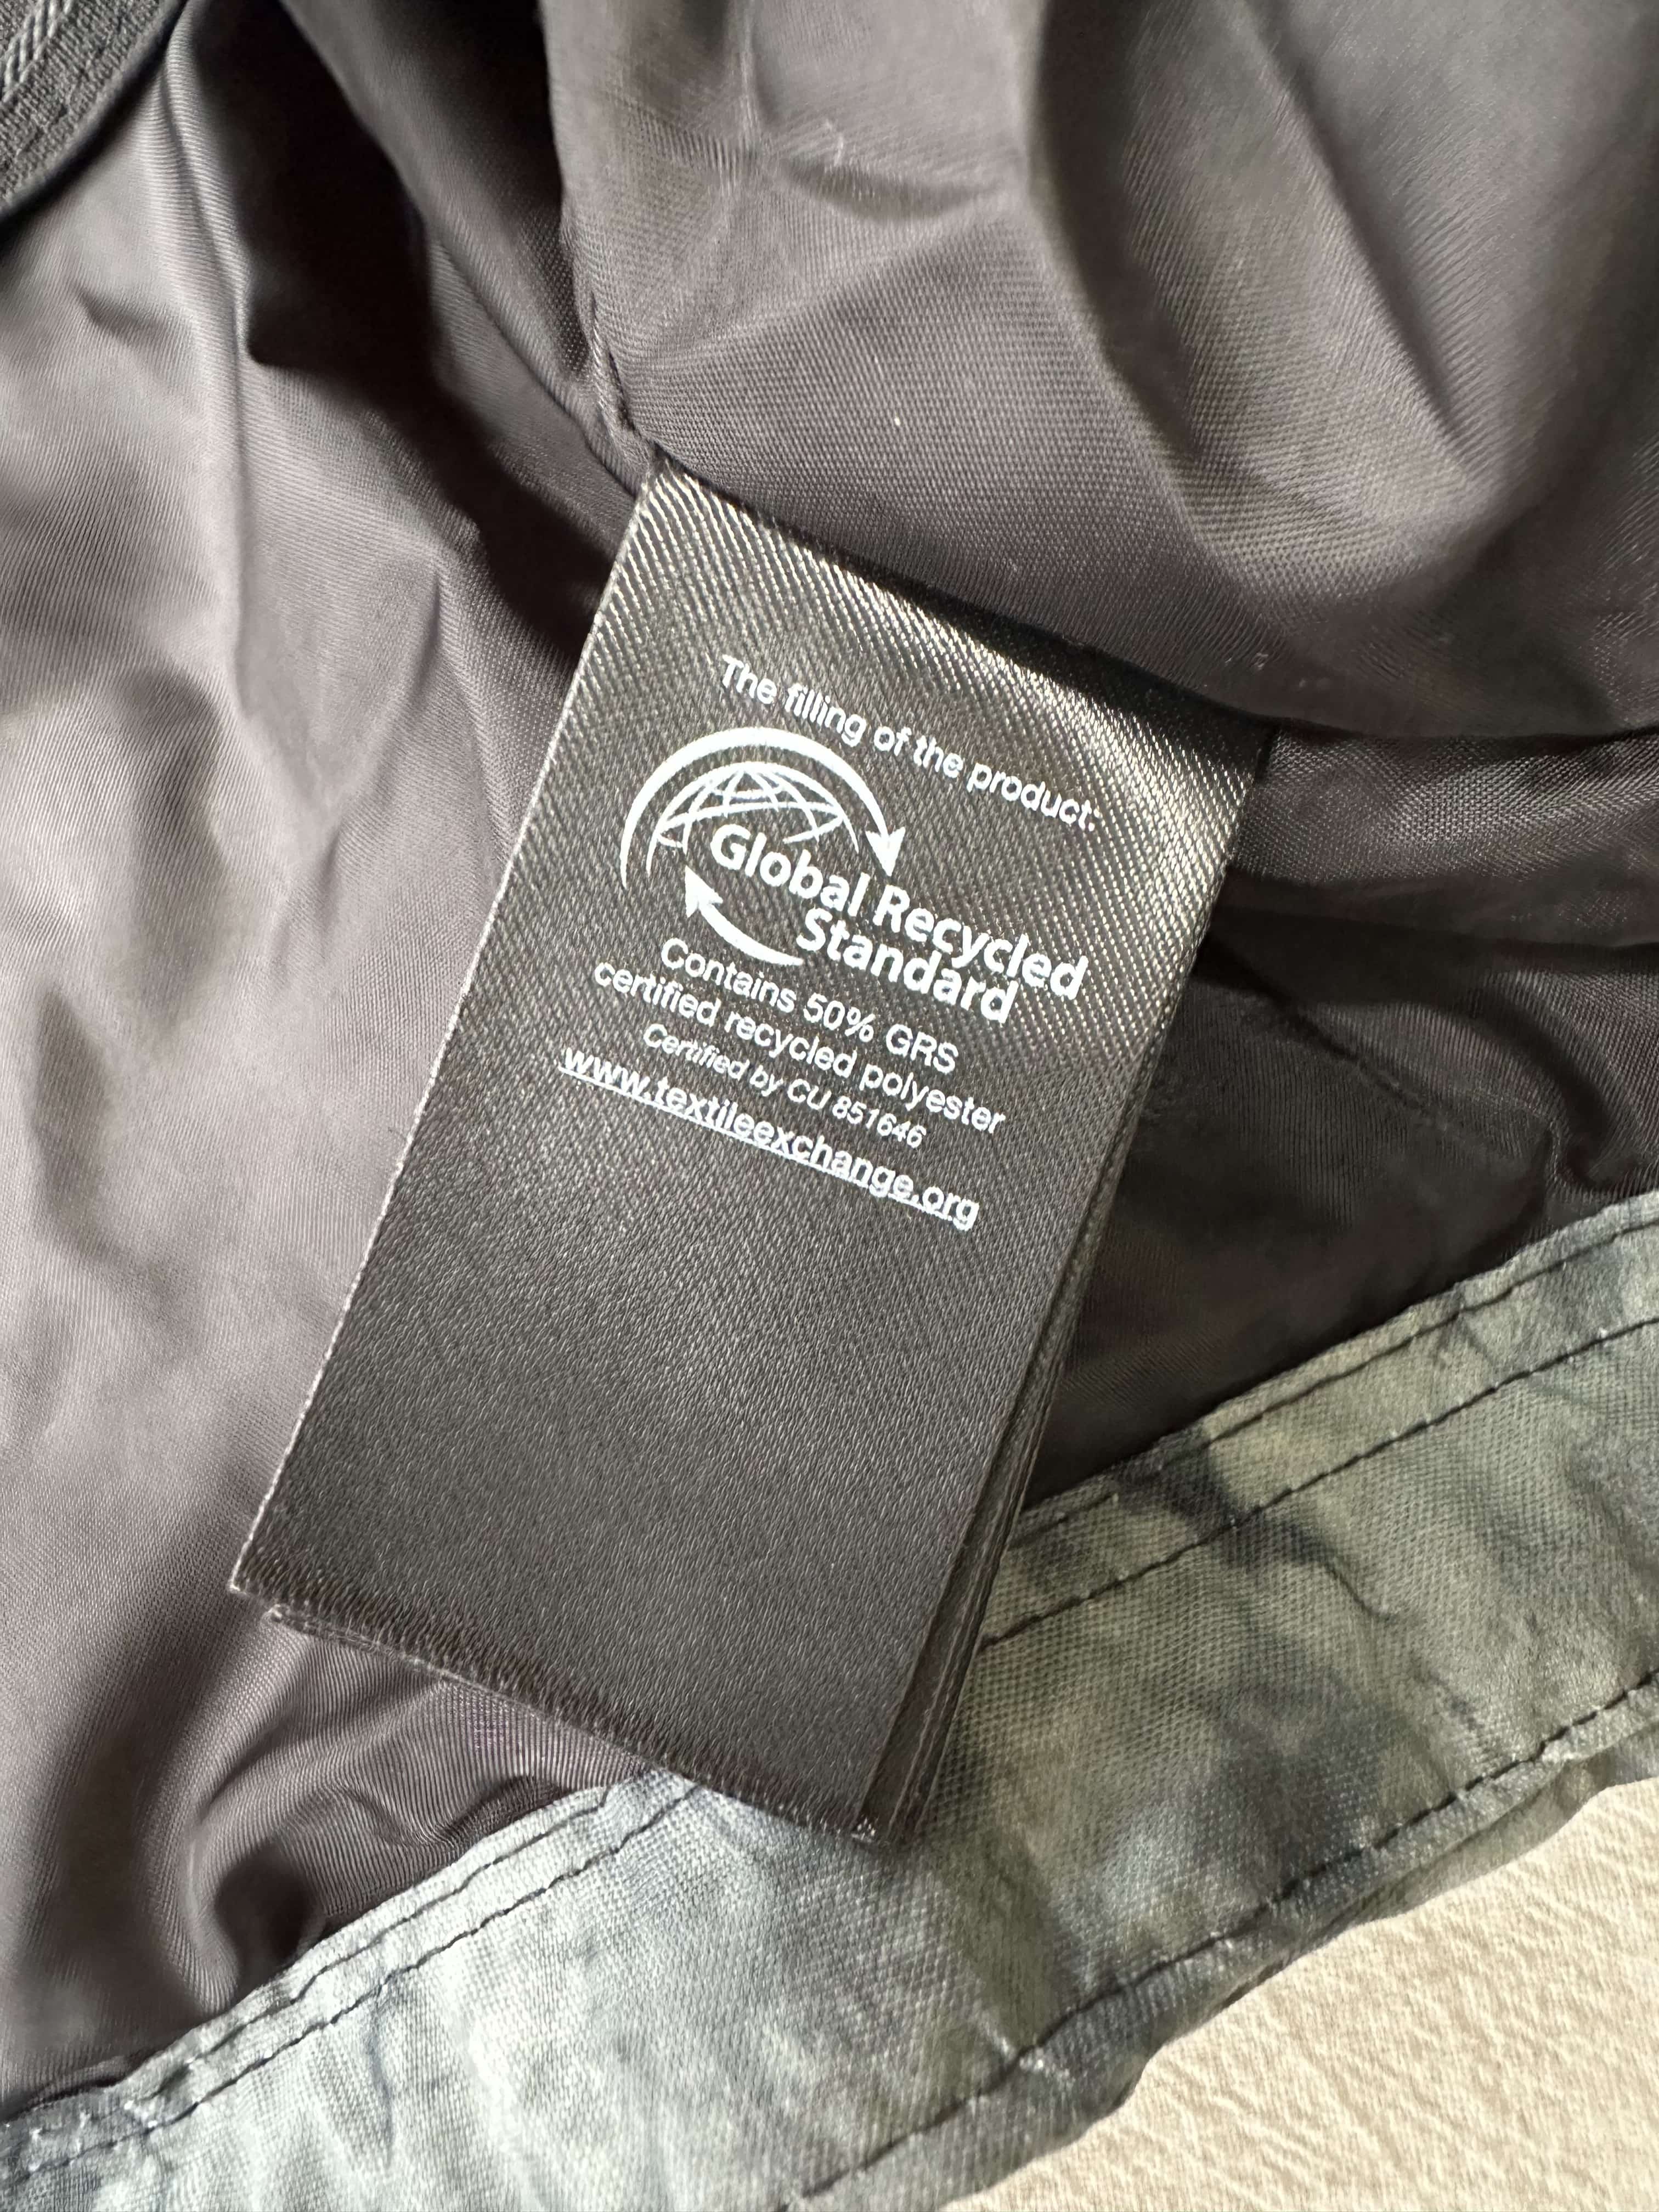 The filling of the product:
Global Recycled
Standard
Contains 50% GRS
certified recycled polyester
Certified by CU 851646
www.textileexchange.org